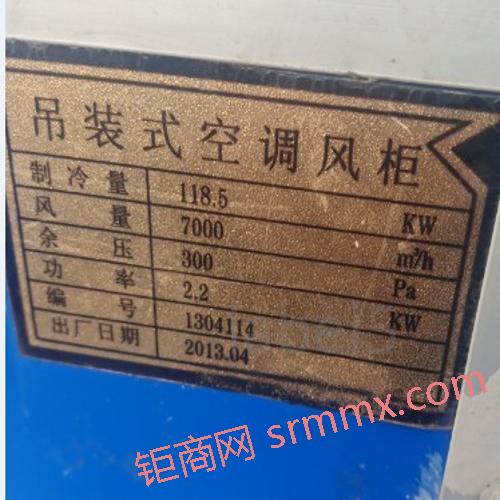 吊装式空调风柜
制冷量 118.5 KW
风量 7000 m³/h
余压 300 Pa
功率 2.2 KW
编号 1304114
出厂日期 2013.04
钜商网 srmmx.com